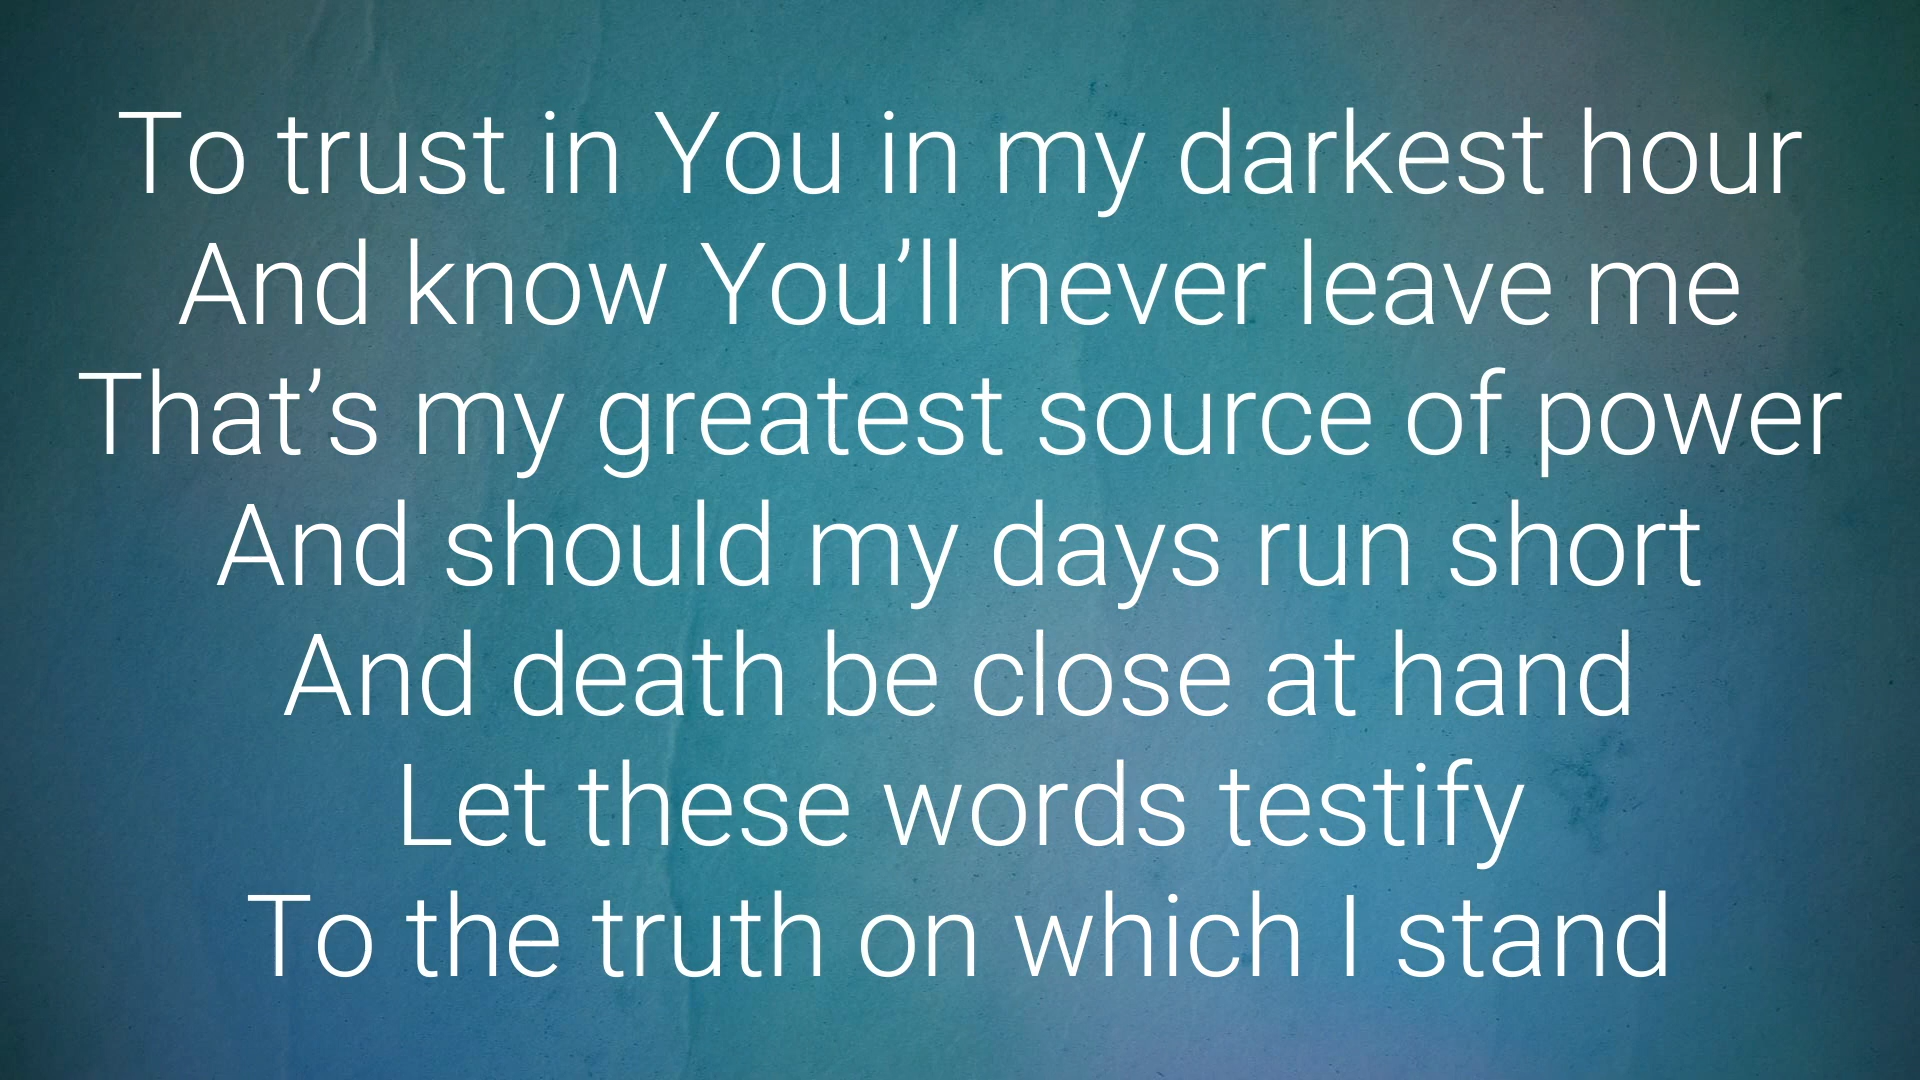 To trust in You in my darkest hour
And know You’ll never leave me
That’s my greatest source of power
And should my days run short
And death be close at hand
Let these words testify
To the truth on which I stand